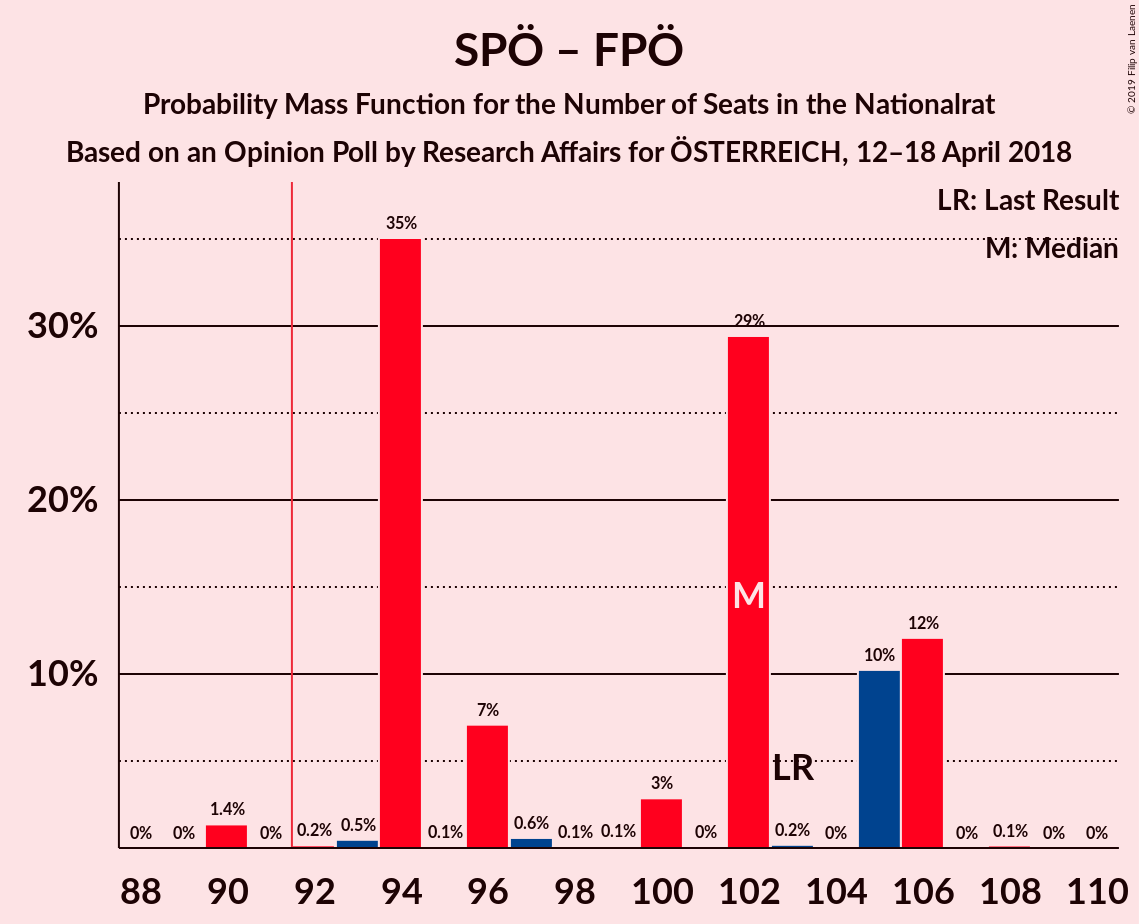 SPÖ – FPÖ
Probability Mass Function for the Number of Seats in the Nationalrat
Based on an Opinion Poll by Research Affairs for ÖSTERREICH, 12–18 April 2018
© 2019 Filip van Laenen
LR: Last Result
M: Median
30%
20%
10%
0%
0%
1.4%
0%
0.2%
0.5%
35%
0.1%
7%
0.6%
0.1%
0.1%
3%
0%
29%
0.2%
0%
10%
12%
0%
0.1%
0%
0%
M
LR
88 90 92 94 96 98 100 102 104 106 108 110